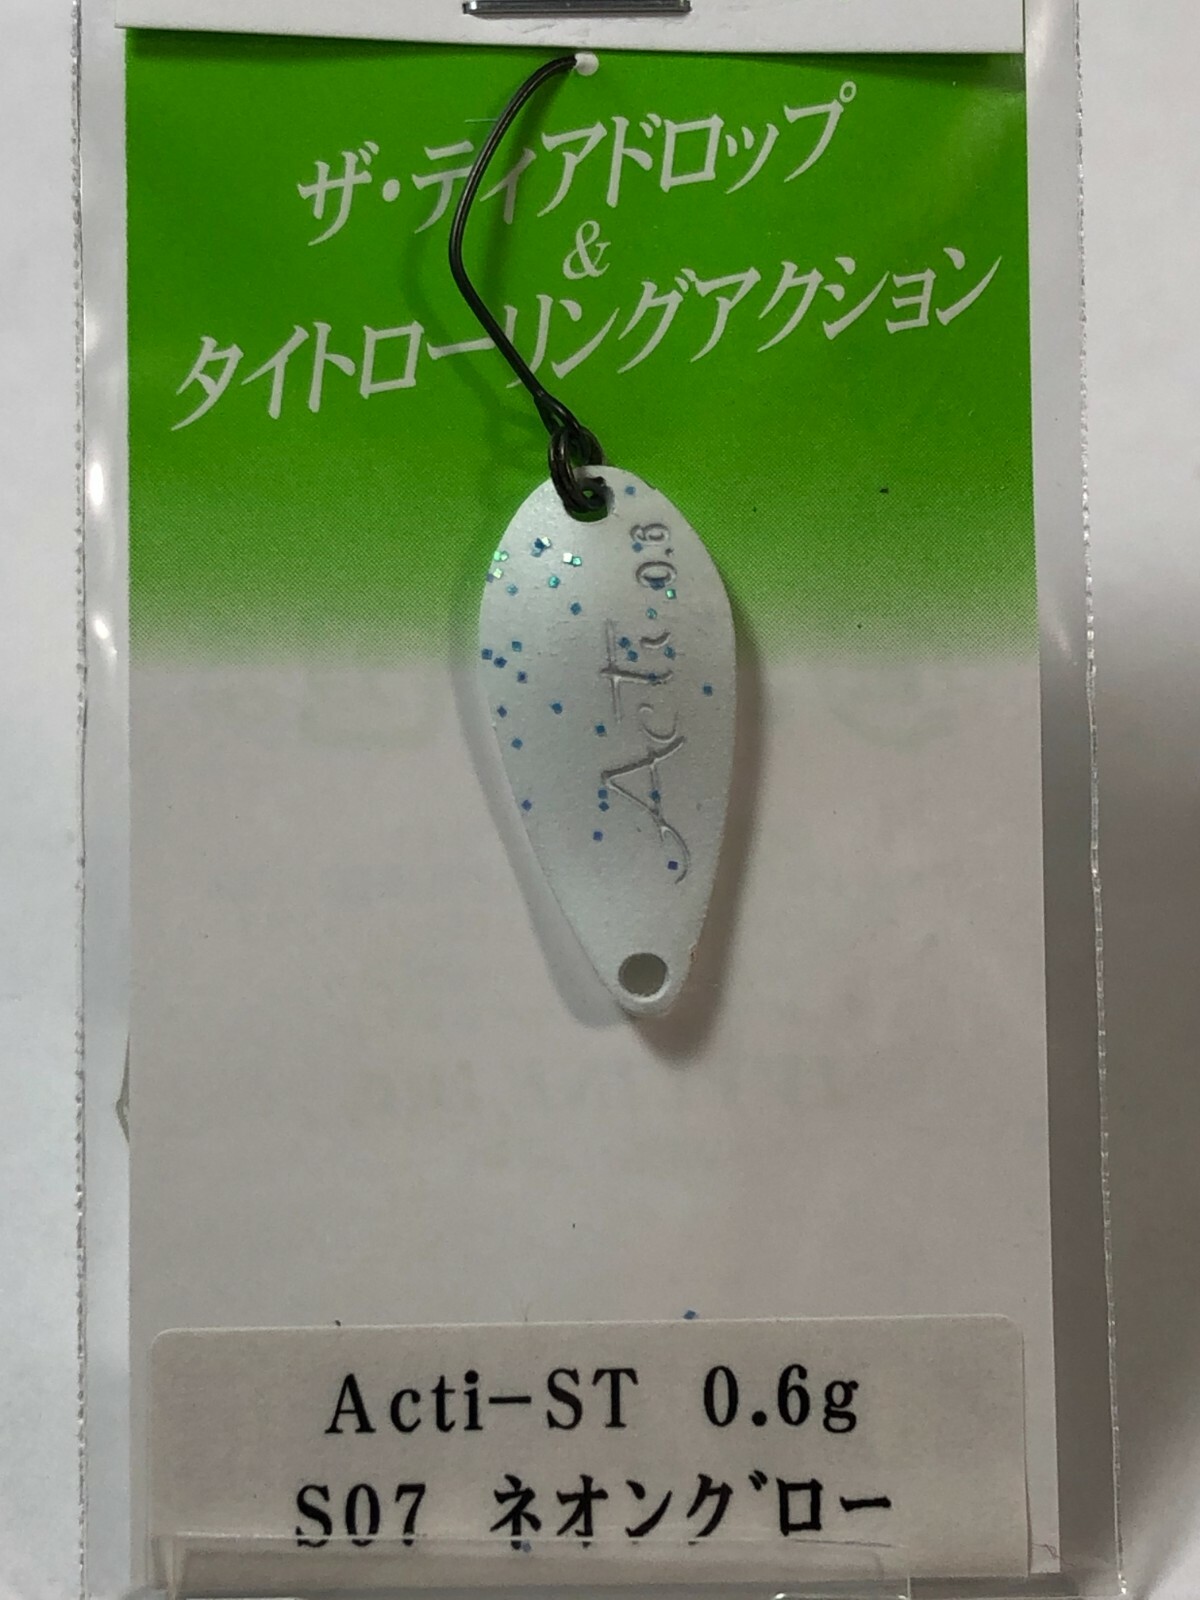 ザ・ティアドロップ
&
タイトローリングアクション
Acti 0.6
Acti-ST 0.6g
S07 ネオングロー